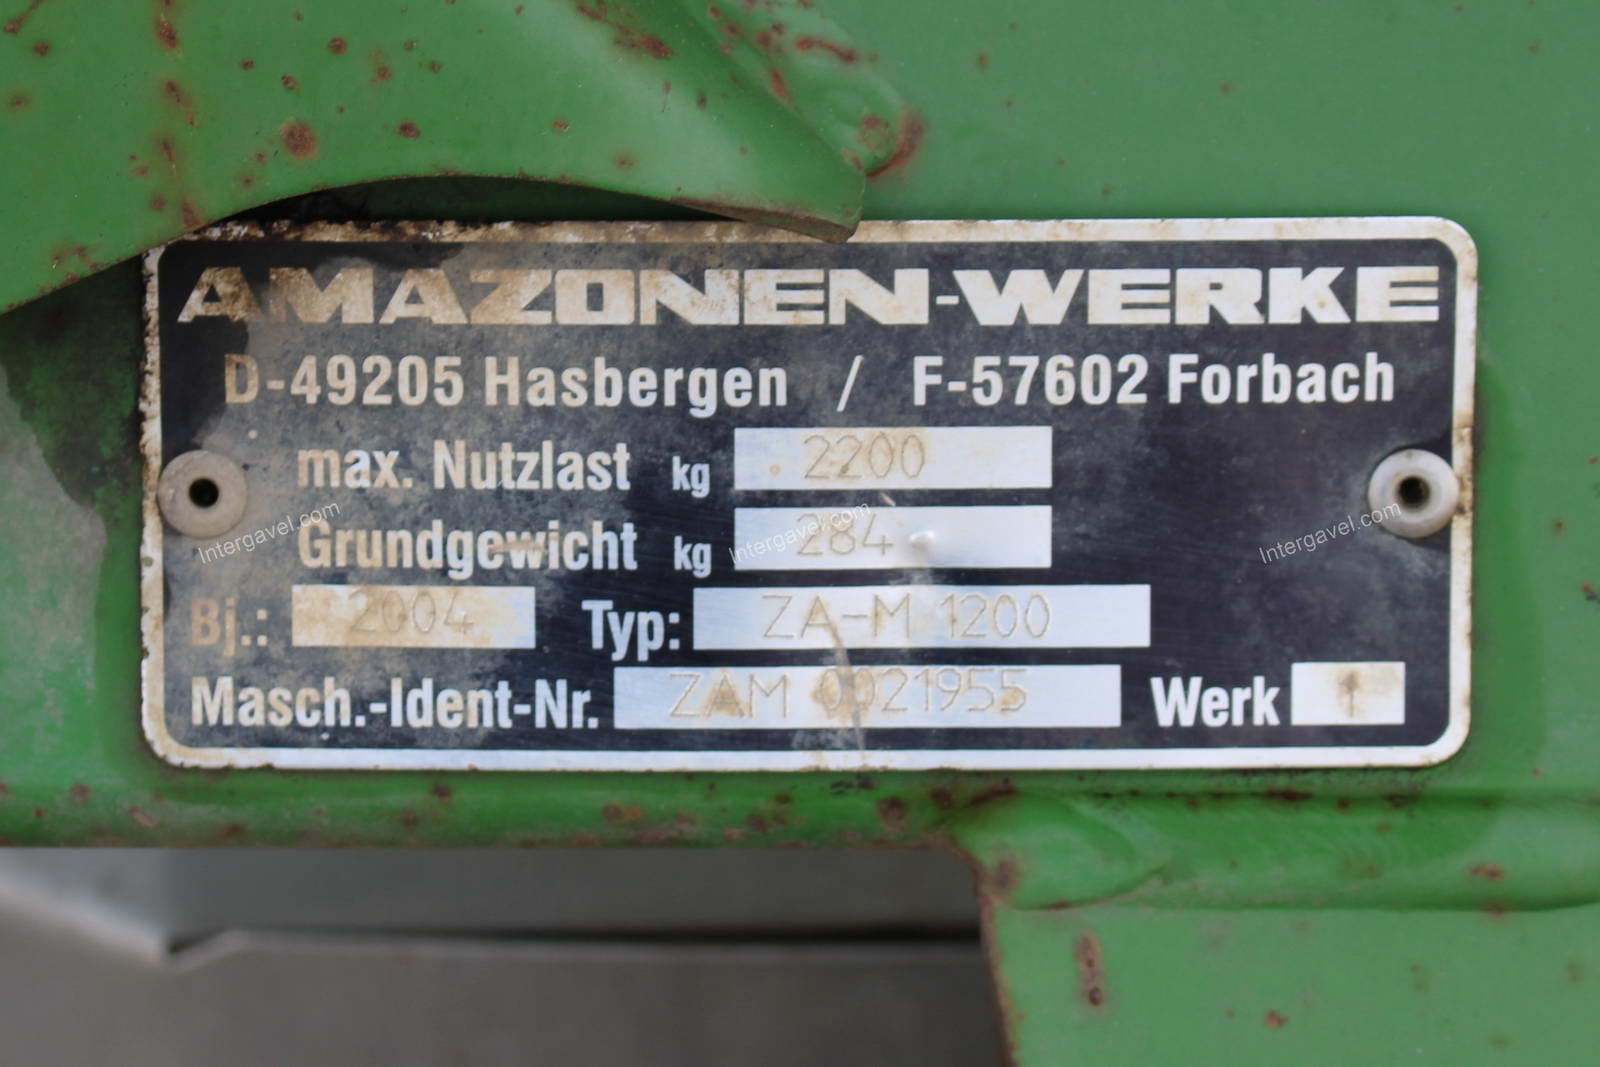 AMAZONEN-WERKE
D-49205 Hasbergen / F-57602 Forbach
max. Nutzlast kg 2200
Grundgewicht kg 284
Bj.: 2004 Typ: ZA-M 1200
Masch.-Ident-Nr. ZAM 0021955 Werk 1
Intergavel.com
Intergavel.com
Intergavel.com